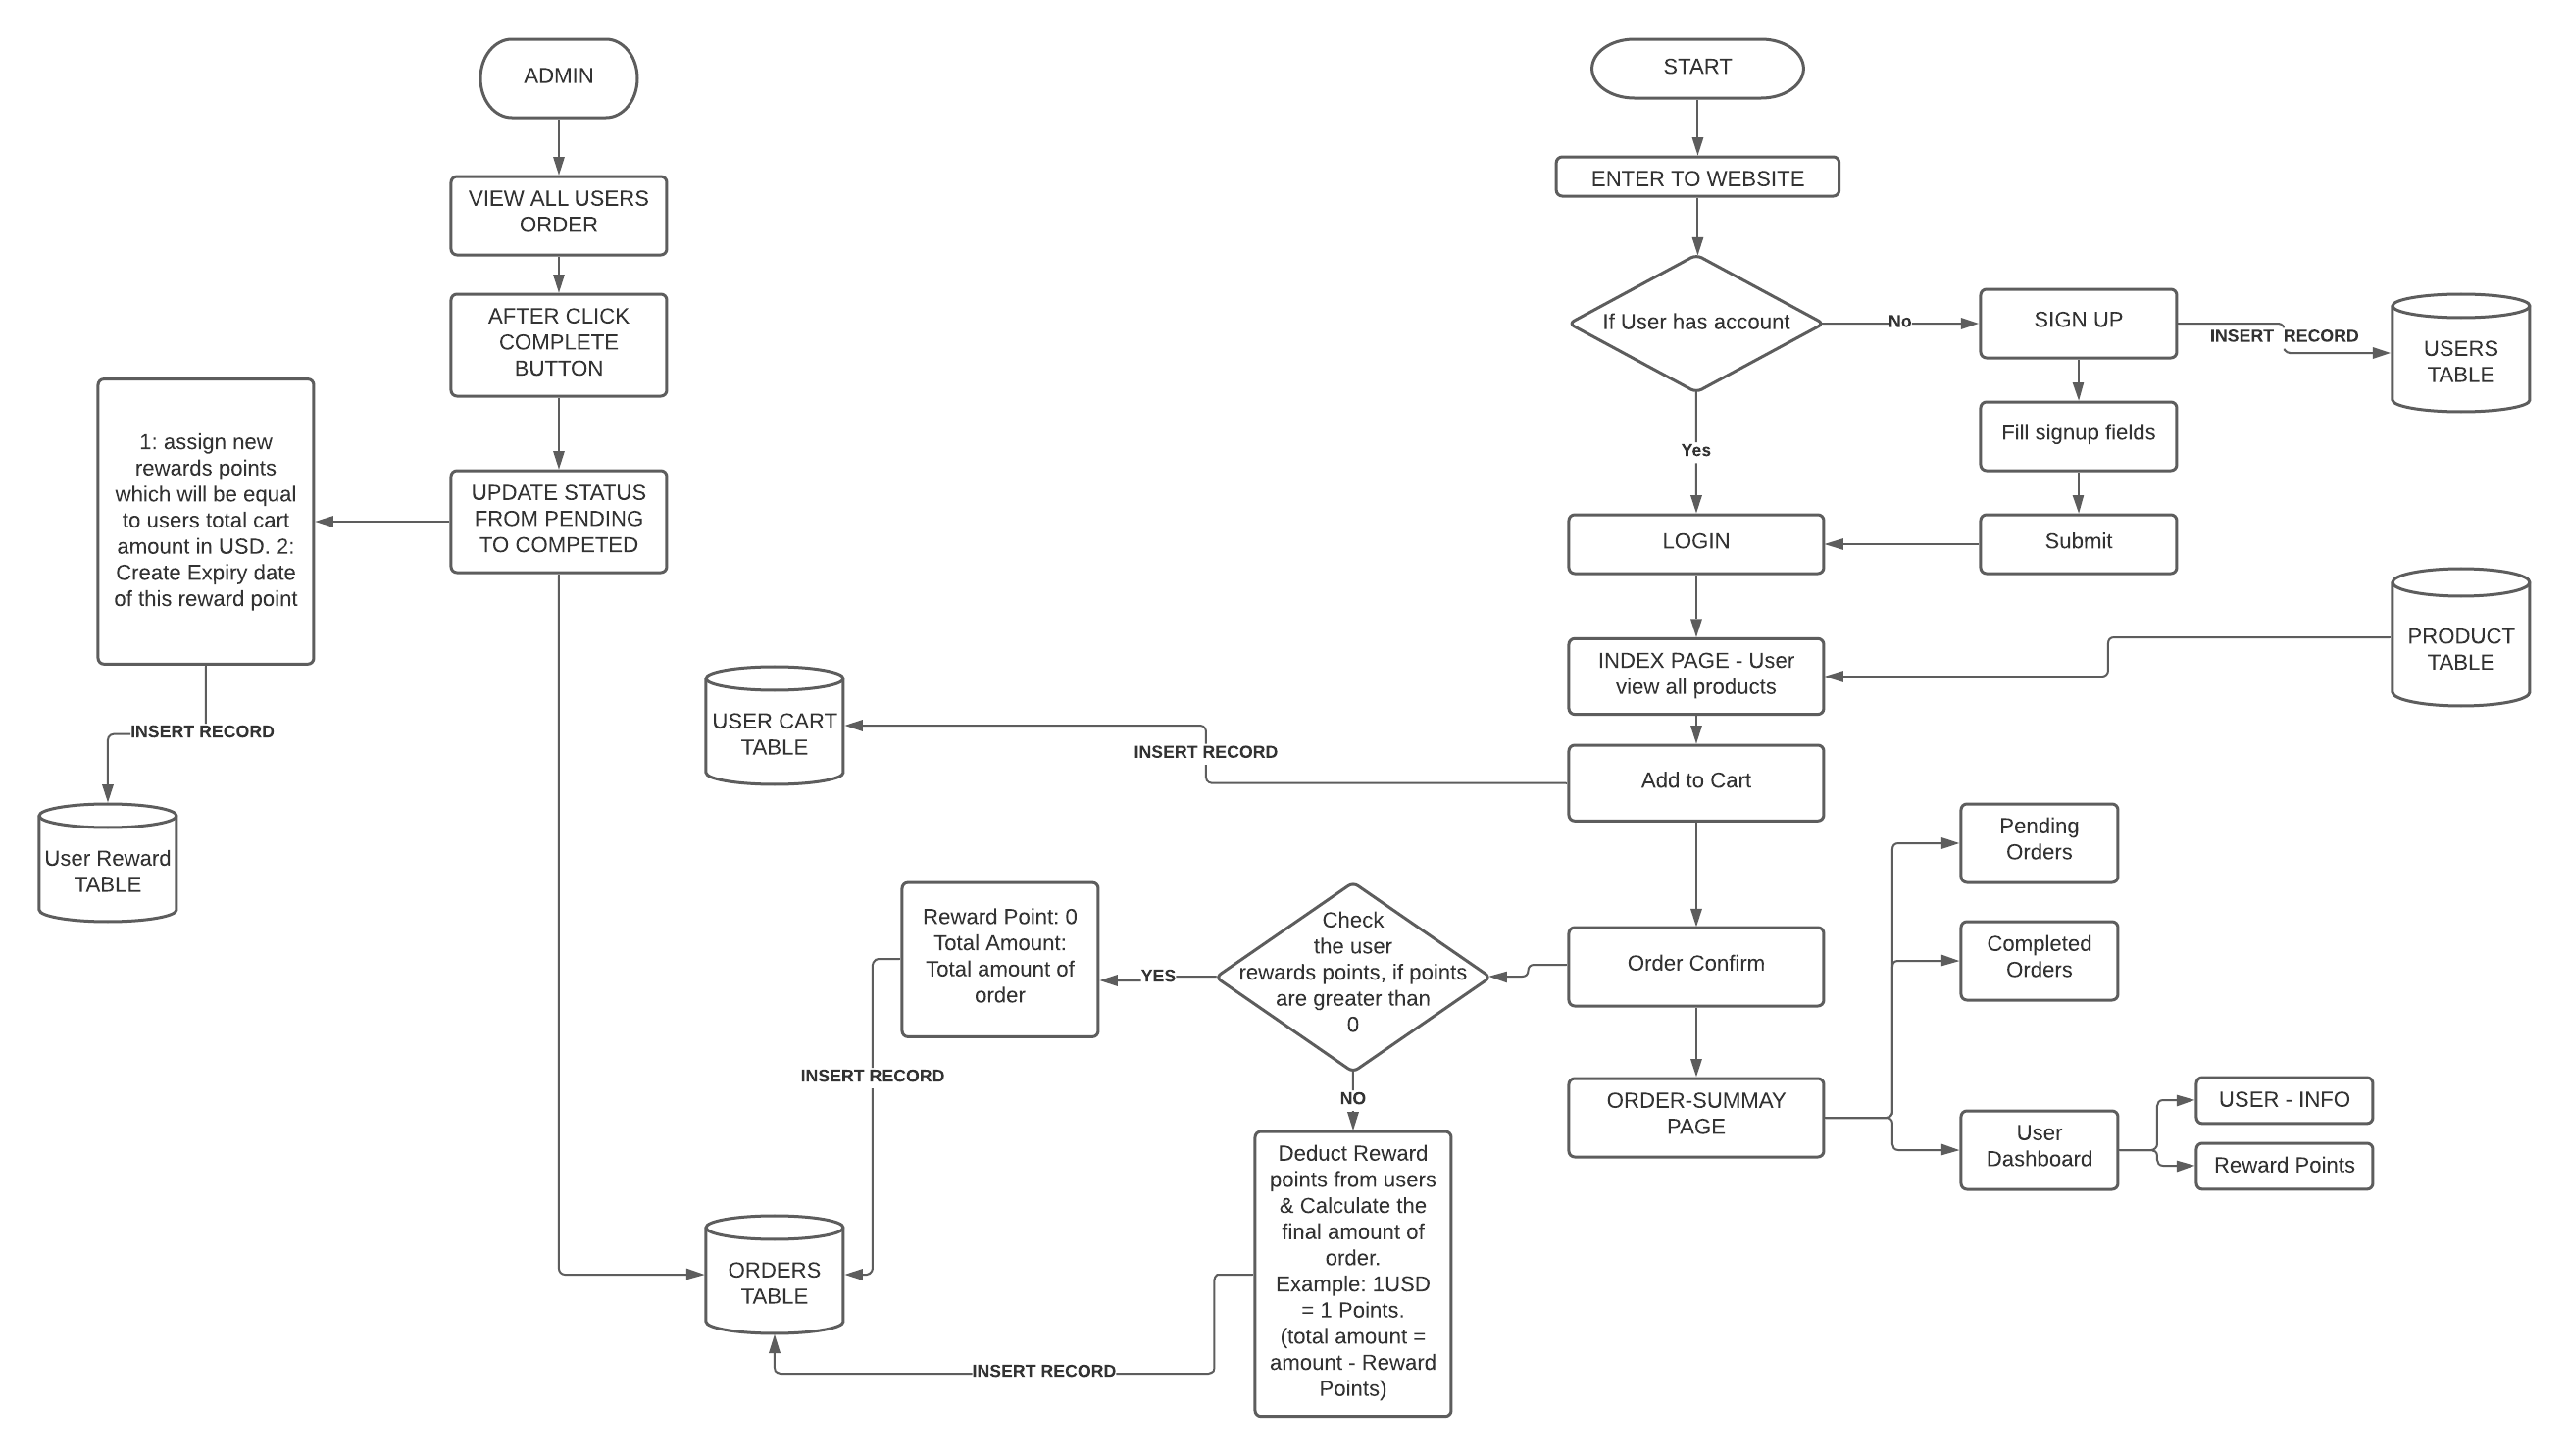 ADMIN
VIEW ALL USERS
ORDER
AFTER CLICK
COMPLETE
BUTTON
UPDATE STATUS
FROM PENDING
TO COMPETED
1: assign new
rewards points
which will be equal
to users total cart
amount in USD. 2:
Create Expiry date
of this reward point
INSERT RECORD
User Reward
TABLE
START
ENTER TO WEBSITE
If User has account
No
SIGN UP
INSERT RECORD
USERS
TABLE
Fill signup fields
Submit
Yes
LOGIN
INDEX PAGE - User
view all products
PRODUCT
TABLE
Add to Cart
INSERT RECORD
USER CART
TABLE
Order Confirm
Check
the user
rewards points, if points
are greater than
0
YES
Reward Point: 0
Total Amount:
Total amount of
order
INSERT RECORD
NO
Deduct Reward
points from users
& Calculate the
final amount of
order.
Example: 1USD
= 1 Points.
(total amount =
amount - Reward
Points)
INSERT RECORD
ORDERS
TABLE
ORDER-SUMMAY
PAGE
Pending
Orders
Completed
Orders
User
Dashboard
USER - INFO
Reward Points